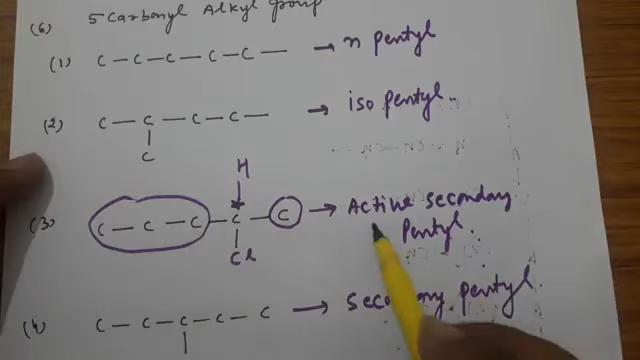 (6) 5 Carbonyl Alkyl group
(1) C – C – C – C – C – → n pentyl
(2) C – C – C – C – → iso pentyl
C
H
(3) C – C – C – C – C → Active secondary
Cl
Pentyl.
(4) C – C – C – C – C → Secondary pentyl